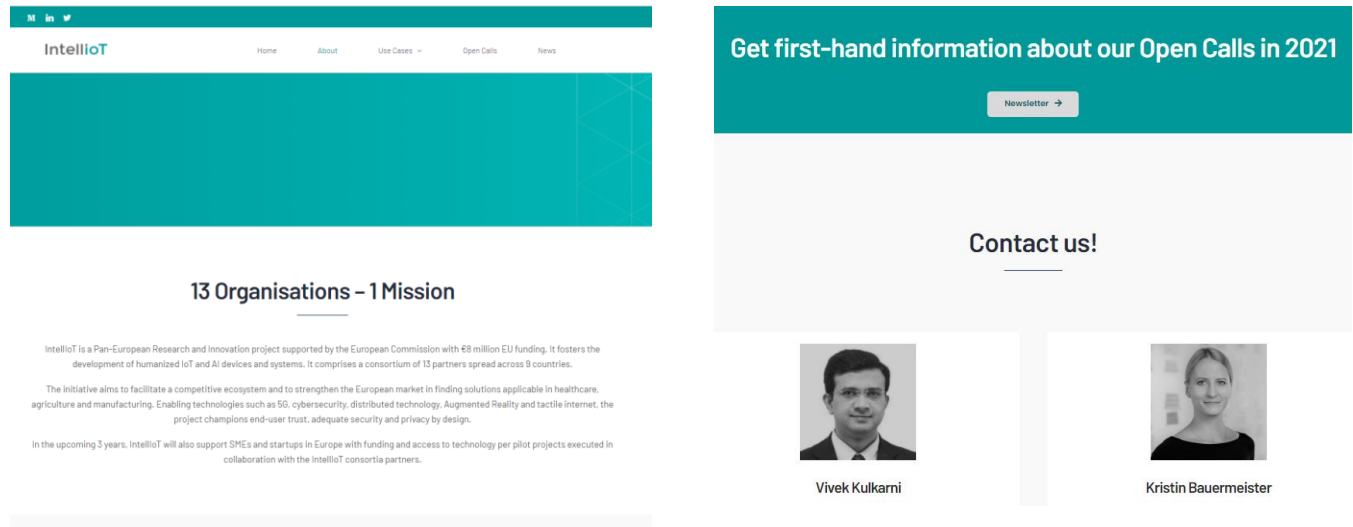 M in
IntellIoT
Home About Use Cases Open Calls News
13 Organisations – 1 Mission
IntellIoT is a Pan-European Research and Innovation project supported by the European Commission with €8 million EU funding. It fosters the
development of humanized IoT and AI devices and systems. It comprises a consortium of 13 partners spread across 9 countries.
The initiative aims to facilitate a competitive ecosystem and to strengthen the European market in finding solutions applicable in healthcare,
agriculture and manufacturing. Enabling technologies such as 5G, cybersecurity, distributed technology, Augmented Reality and tactile internet, the
project champions end-user trust, adequate security and privacy by design.
In the upcoming 3 years, IntellIoT will also support SMEs and startups in Europe with funding and access to technology per pilot projects executed in
collaboration with the IntellIoT consortia partners.
Get first-hand information about our Open Calls in 2021
Newsletter →
Contact us!
Vivek Kulkarni
Kristin Bauermeister